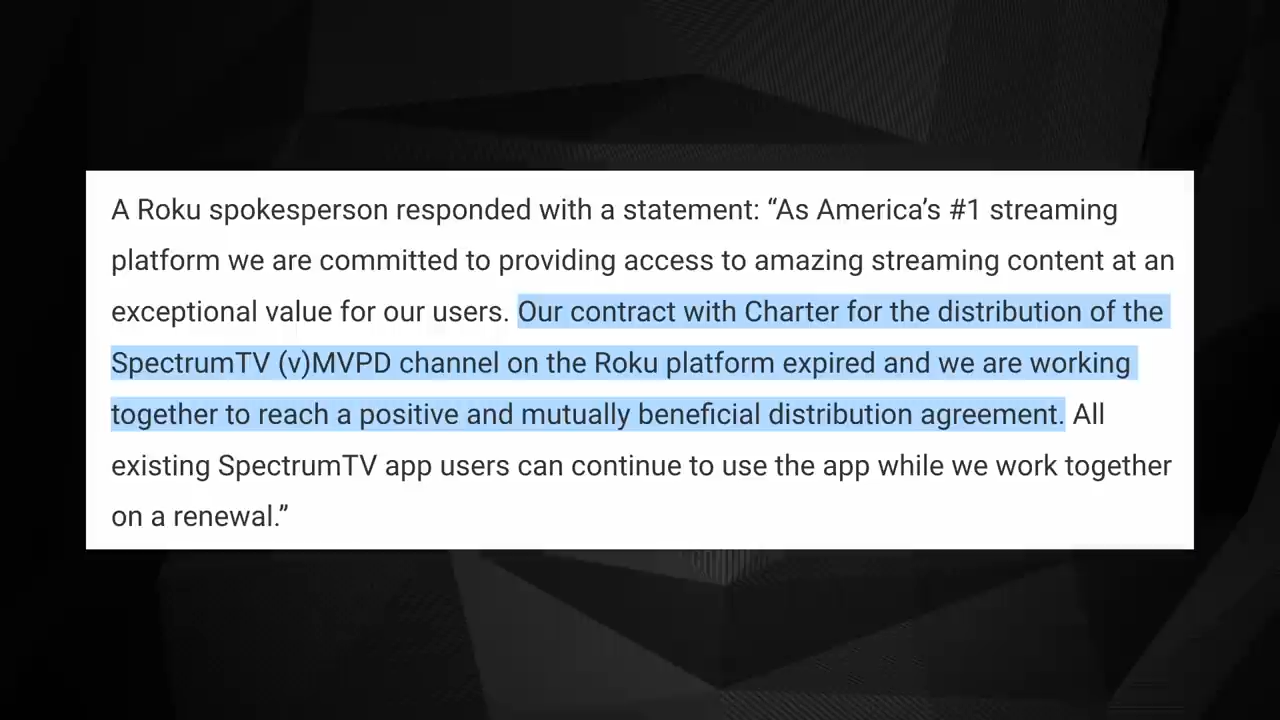 A Roku spokesperson responded with a statement: “As America’s #1 streaming
platform we are committed to providing access to amazing streaming content at an
exceptional value for our users. Our contract with Charter for the distribution of the
SpectrumTV (v)MVPD channel on the Roku platform expired and we are working
together to reach a positive and mutually beneficial distribution agreement. All
existing SpectrumTV app users can continue to use the app while we work together
on a renewal.”